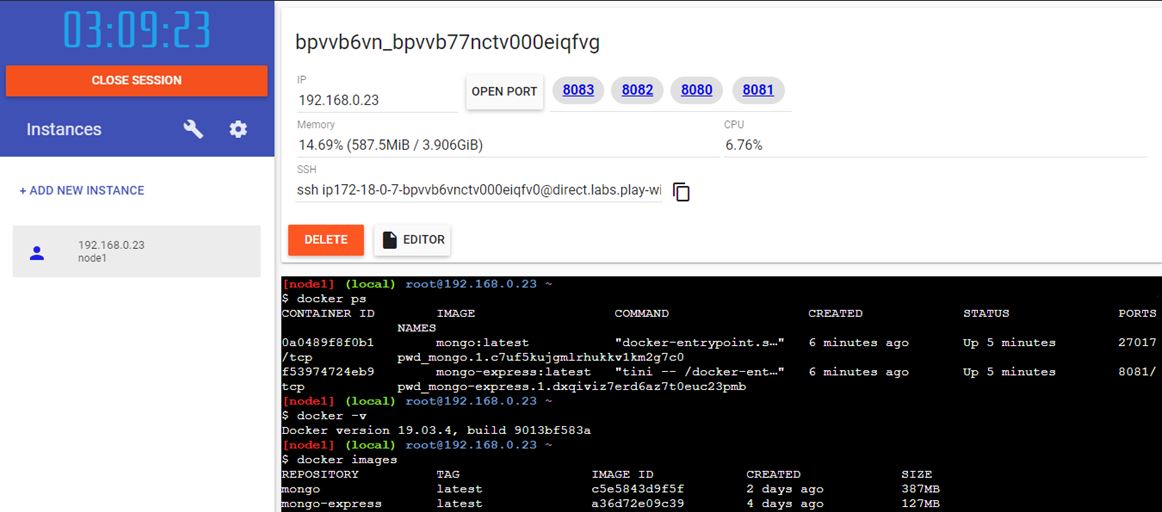 03:09:23
CLOSE SESSION
Instances
+ ADD NEW INSTANCE
192.168.0.23
node1
bpvvb6vn_bpvvb77nctv000eiqfvg
IP
192.168.0.23
OPEN PORT
8083 8082 8080 8081
Memory
14.69% (587.5MiB / 3.906GiB)
CPU
6.76%
SSH
ssh ip172-18-0-7-bpvvb6vnctv000eiqfv0@direct.labs.play-wi
DELETE
EDITOR
[node1] (local) root@192.168.0.23 ~
$ docker ps
CONTAINER ID IMAGE COMMAND CREATED STATUS PORTS
NAMES
0a0489f8f0b1 mongo:latest "docker-entrypoint.s…" 6 minutes ago Up 5 minutes 27017
/tcp pwd_mongo.1.c7uf5kujgmlrhukkv1km2g7c0
f53974724eb9 mongo-express:latest "tini -- /docker-ent…" 6 minutes ago Up 5 minutes 8081/
tcp pwd_mongo-express.1.dxqiviz7erd6az7t0euc23pmb
[node1] (local) root@192.168.0.23 ~
$ docker -v
Docker version 19.03.4, build 9013bf583a
[node1] (local) root@192.168.0.23 ~
$ docker images
REPOSITORY TAG IMAGE ID CREATED SIZE
mongo latest c5e5843d9f5f 2 days ago 387MB
mongo-express latest a36d72e09c39 4 days ago 127MB